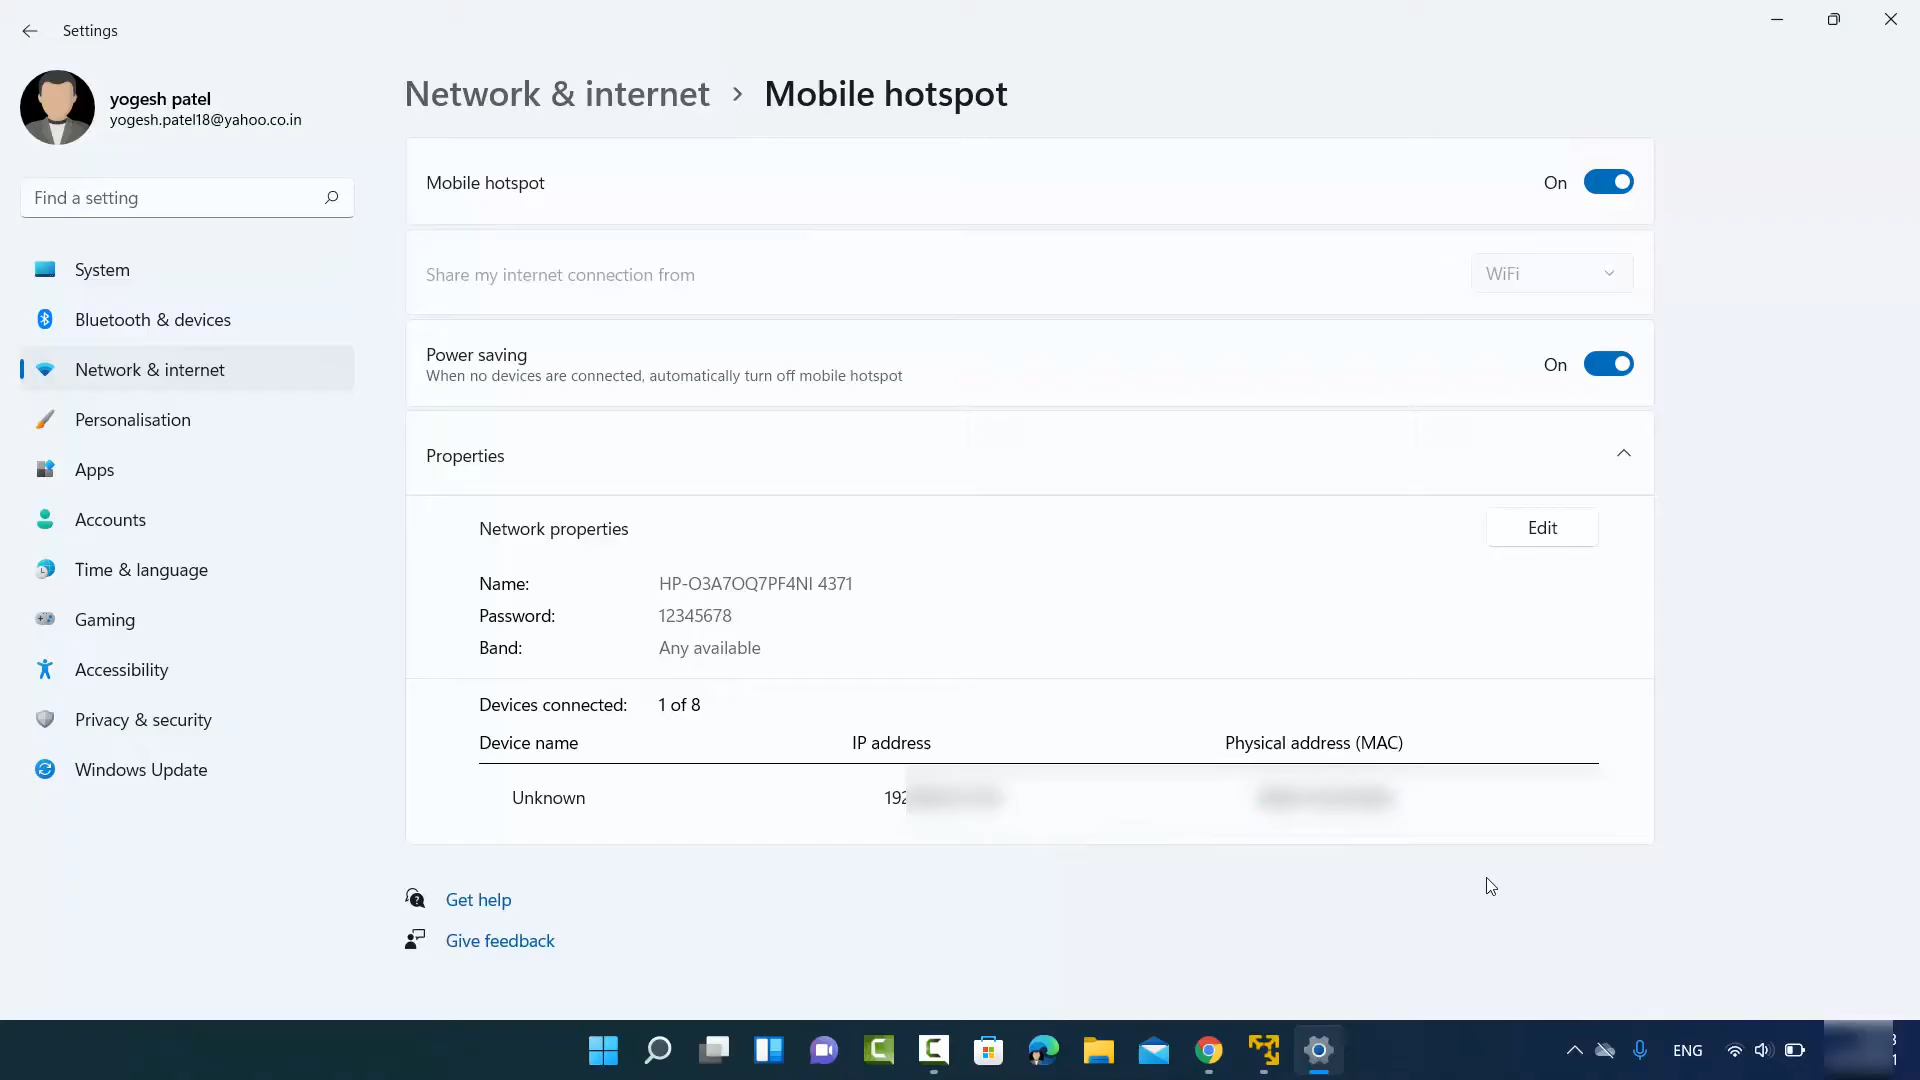 Settings
yogesh patel
yogesh.patel18@yahoo.co.in
Find a setting
System
Bluetooth & devices
Network & internet
Personalisation
Apps
Accounts
Time & language
Gaming
Accessibility
Privacy & security
Windows Update
Network & internet > Mobile hotspot
Mobile hotspot On
Share my internet connection from WiFi
Power saving
When no devices are connected, automatically turn off mobile hotspot
On
Properties
Network properties Edit
Name: HP-O3A7OQ7PF4NI 4371
Password: 12345678
Band: Any available
Devices connected: 1 of 8
Device name IP address Physical address (MAC)
Unknown 192
Get help
Give feedback
ENG